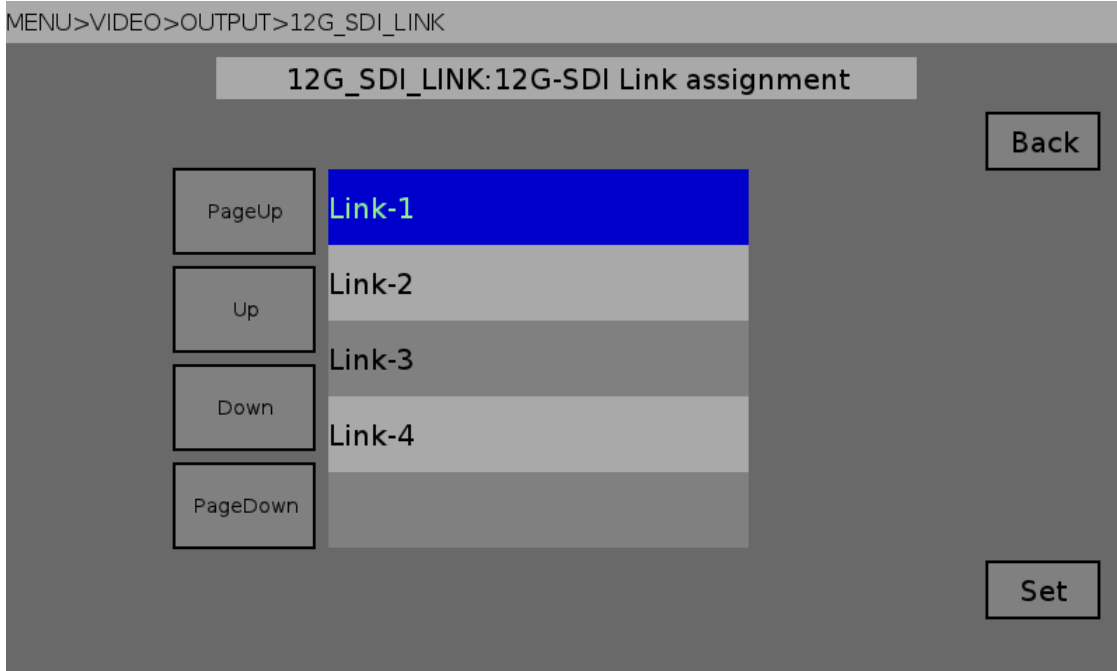 MENU>VIDEO>OUTPUT>12G_SDI_LINK
12G_SDI_LINK:12G-SDI Link assignment
Back
PageUp
Link-1
Link-2
Up
Link-3
Down
Link-4
PageDown
Set